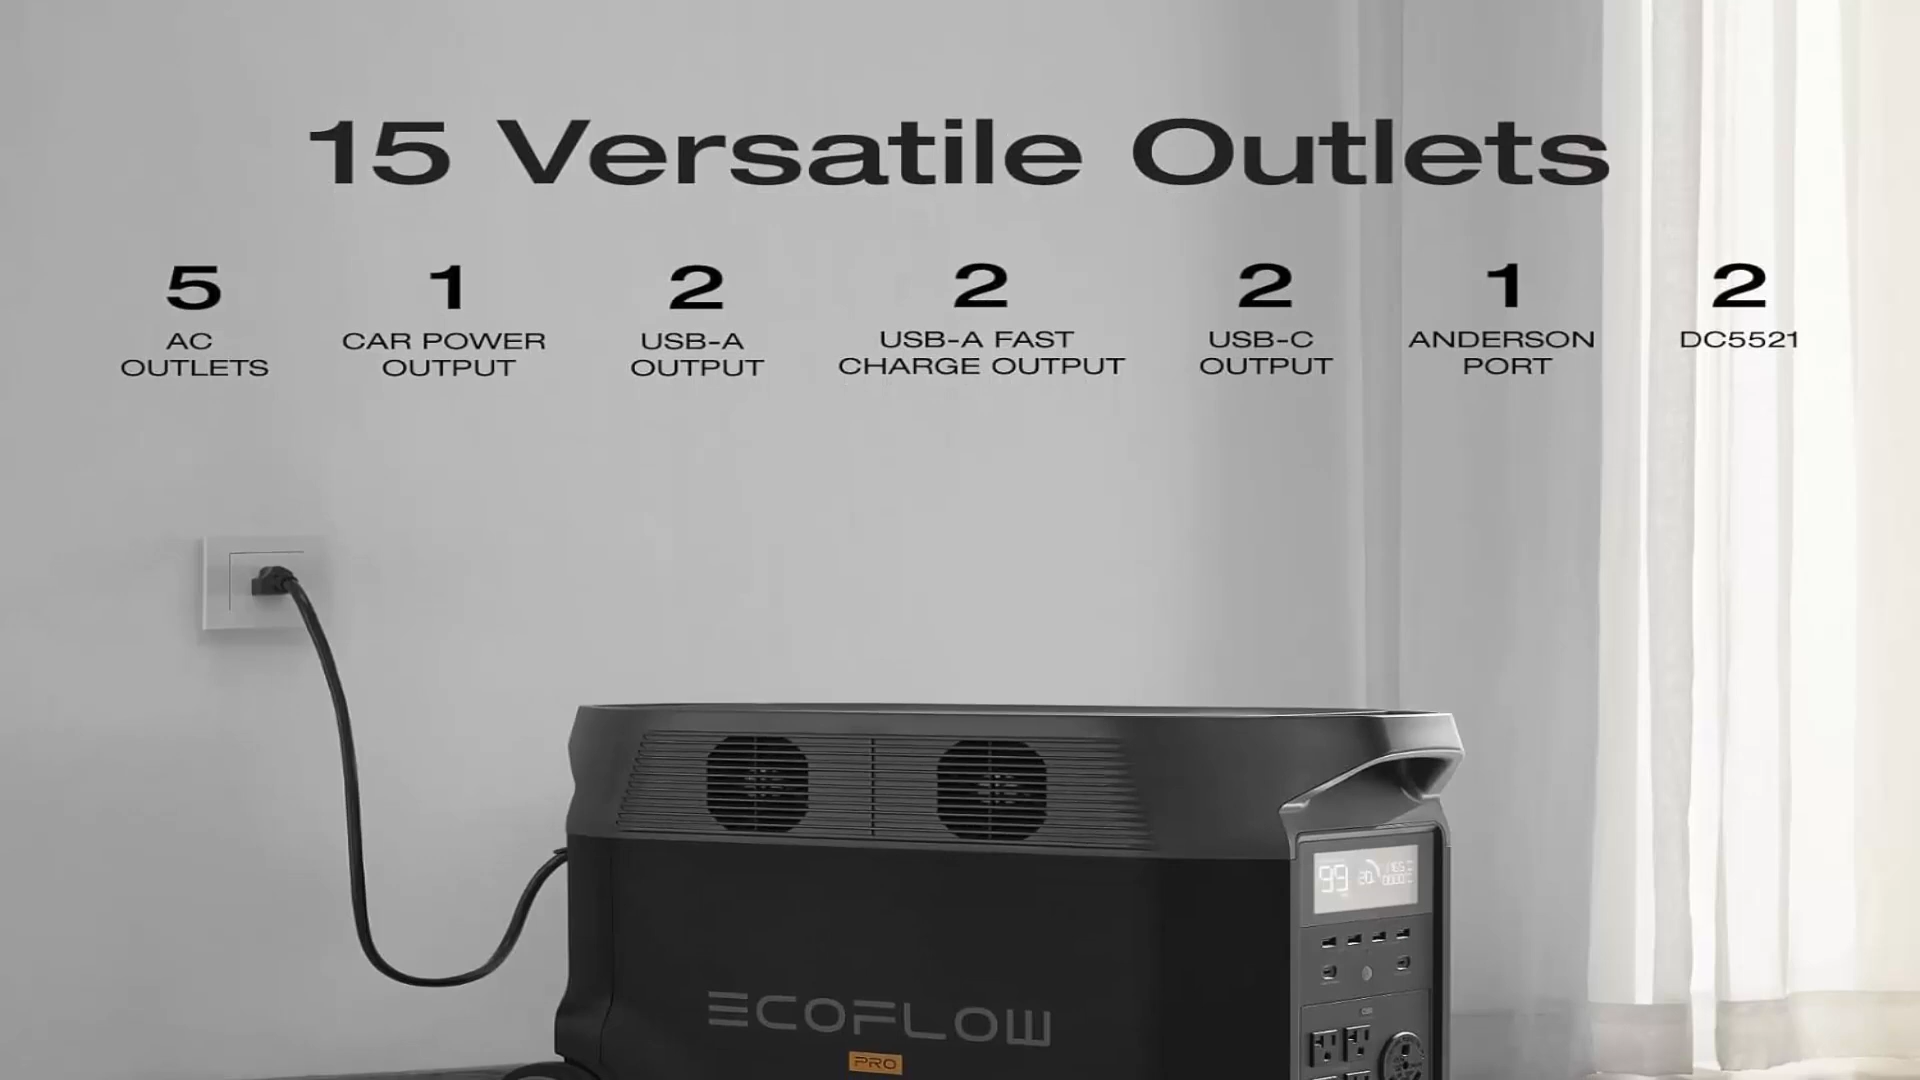 15 Versatile Outlets
5
AC
OUTLETS
1
CAR POWER
OUTPUT
2
USB-A
OUTPUT
2
USB-A FAST
CHARGE OUTPUT
2
USB-C
OUTPUT
1
ANDERSON
PORT
2
DC5521
99
ECOFLOW
PRO